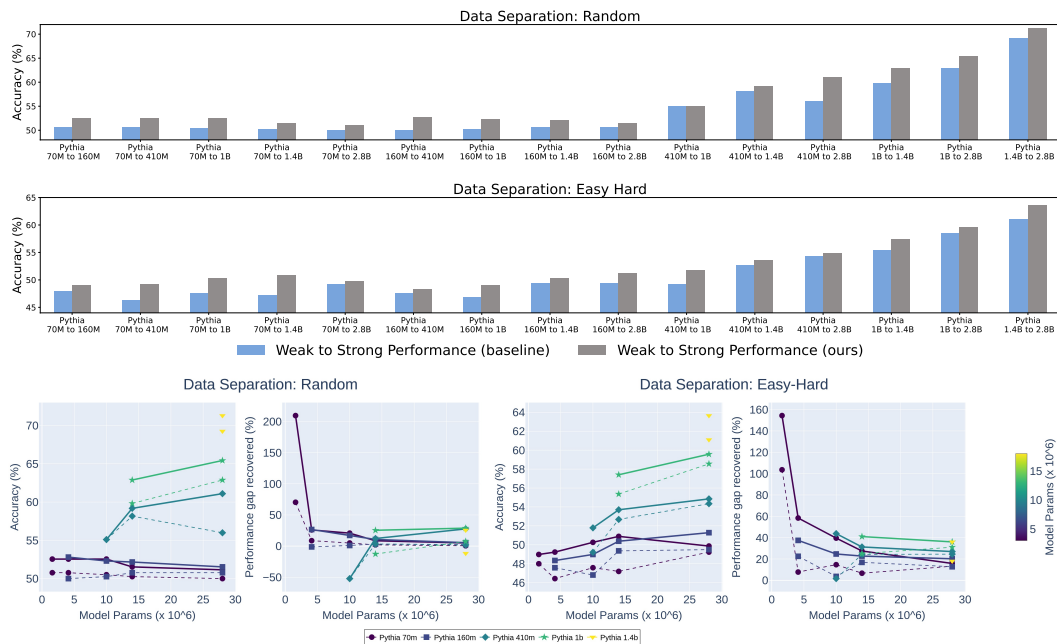 Data Separation: Random
Accuracy (%)
70
65
60
55
50
Pythia Pythia Pythia Pythia Pythia Pythia Pythia Pythia Pythia Pythia Pythia Pythia Pythia Pythia Pythia
70M to 160M 70M to 410M 70M to 1B 70M to 1.4B 70M to 2.8B 160M to 410M 160M to 1B 160M to 1.4B 160M to 2.8B 410M to 1B 410M to 1.4B 410M to 2.8B 1B to 1.4B 1B to 2.8B 1.4B to 2.8B
Data Separation: Easy Hard
Accuracy (%)
65
60
55
50
45
Pythia Pythia Pythia Pythia Pythia Pythia Pythia Pythia Pythia Pythia Pythia Pythia Pythia Pythia Pythia
70M to 160M 70M to 410M 70M to 1B 70M to 1.4B 70M to 2.8B 160M to 410M 160M to 1B 160M to 1.4B 160M to 2.8B 410M to 1B 410M to 1.4B 410M to 2.8B 1B to 1.4B 1B to 2.8B 1.4B to 2.8B
Weak to Strong Performance (baseline) Weak to Strong Performance (ours)
Data Separation: Random
Accuracy (%)
70
65
60
55
50
0 5 10 15 20 25 30
Model Params (x 10^6)
Performance gap recovered (%)
200
150
100
50
0
−50
0 5 10 15 20 25 30
Model Params (x 10^6)
Data Separation: Easy-Hard
Accuracy (%)
64
62
60
58
56
54
52
50
48
46
0 5 10 15 20 25 30
Model Params (x 10^6)
Performance gap recovered (%)
160
140
120
100
80
60
40
20
0
0 5 10 15 20 25 30
Model Params (x 10^6)
15
10
5
Model Params (x 10^6)
Pythia 70m Pythia 160m Pythia 410m Pythia 1b Pythia 1.4b